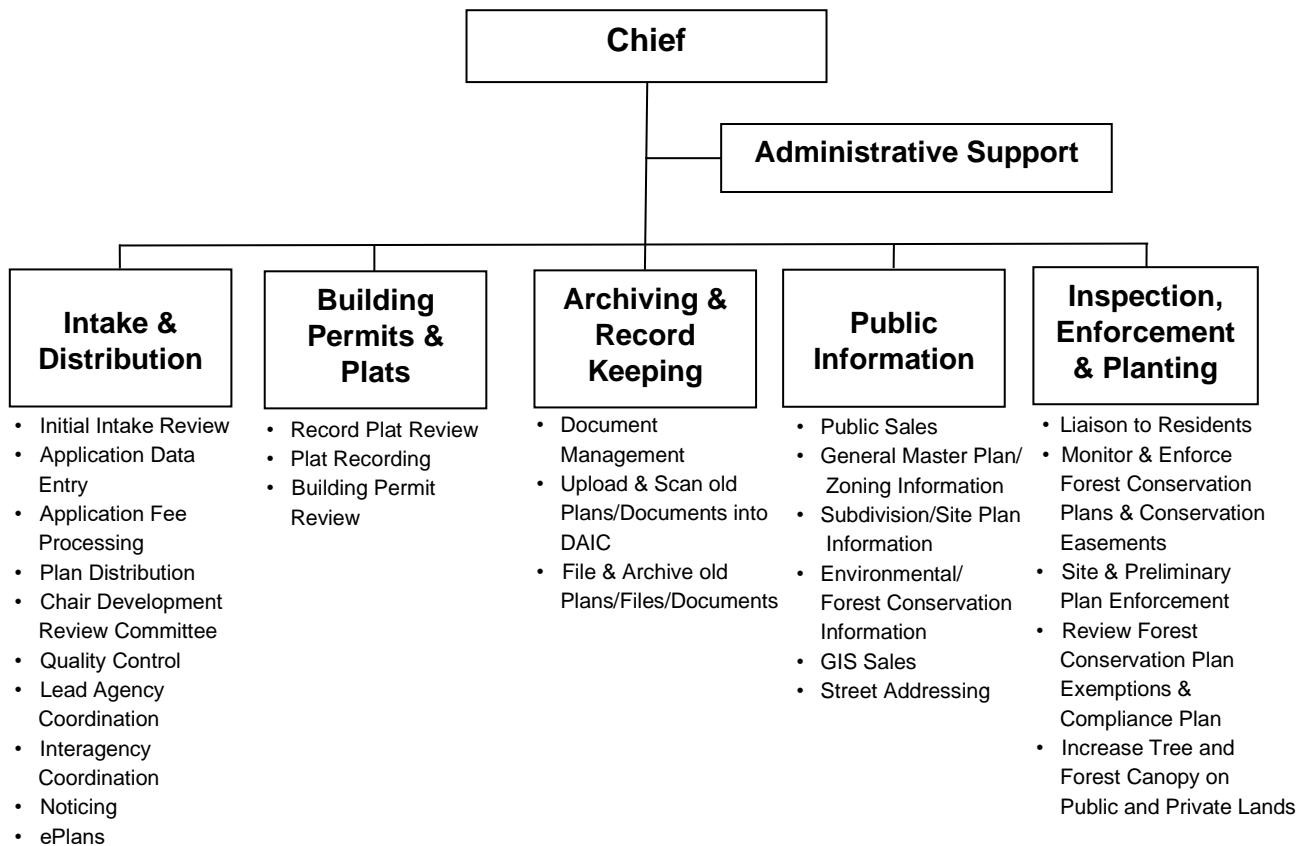 Chief
Administrative Support
Intake &
Distribution
• Initial Intake Review
• Application Data
Entry
• Application Fee
Processing
• Plan Distribution
• Chair Development
Review Committee
• Quality Control
• Lead Agency
Coordination
• Interagency
Coordination
• Noticing
• ePlans
Building
Permits &
Plats
• Record Plat Review
• Plat Recording
• Building Permit
Review
Archiving &
Record
Keeping
• Document
Management
• Upload & Scan old
Plans/Documents into
DAIC
• File & Archive old
Plans/Files/Documents
Public
Information
• Public Sales
• General Master Plan/
Zoning Information
• Subdivision/Site Plan
Information
• Environmental/
Forest Conservation
Information
• GIS Sales
• Street Addressing
Inspection,
Enforcement
& Planting
• Liaison to Residents
• Monitor & Enforce
Forest Conservation
Plans & Conservation
Easements
• Site & Preliminary
Plan Enforcement
• Review Forest
Conservation Plan
Exemptions &
Compliance Plan
• Increase Tree and
Forest Canopy on
Public and Private Lands